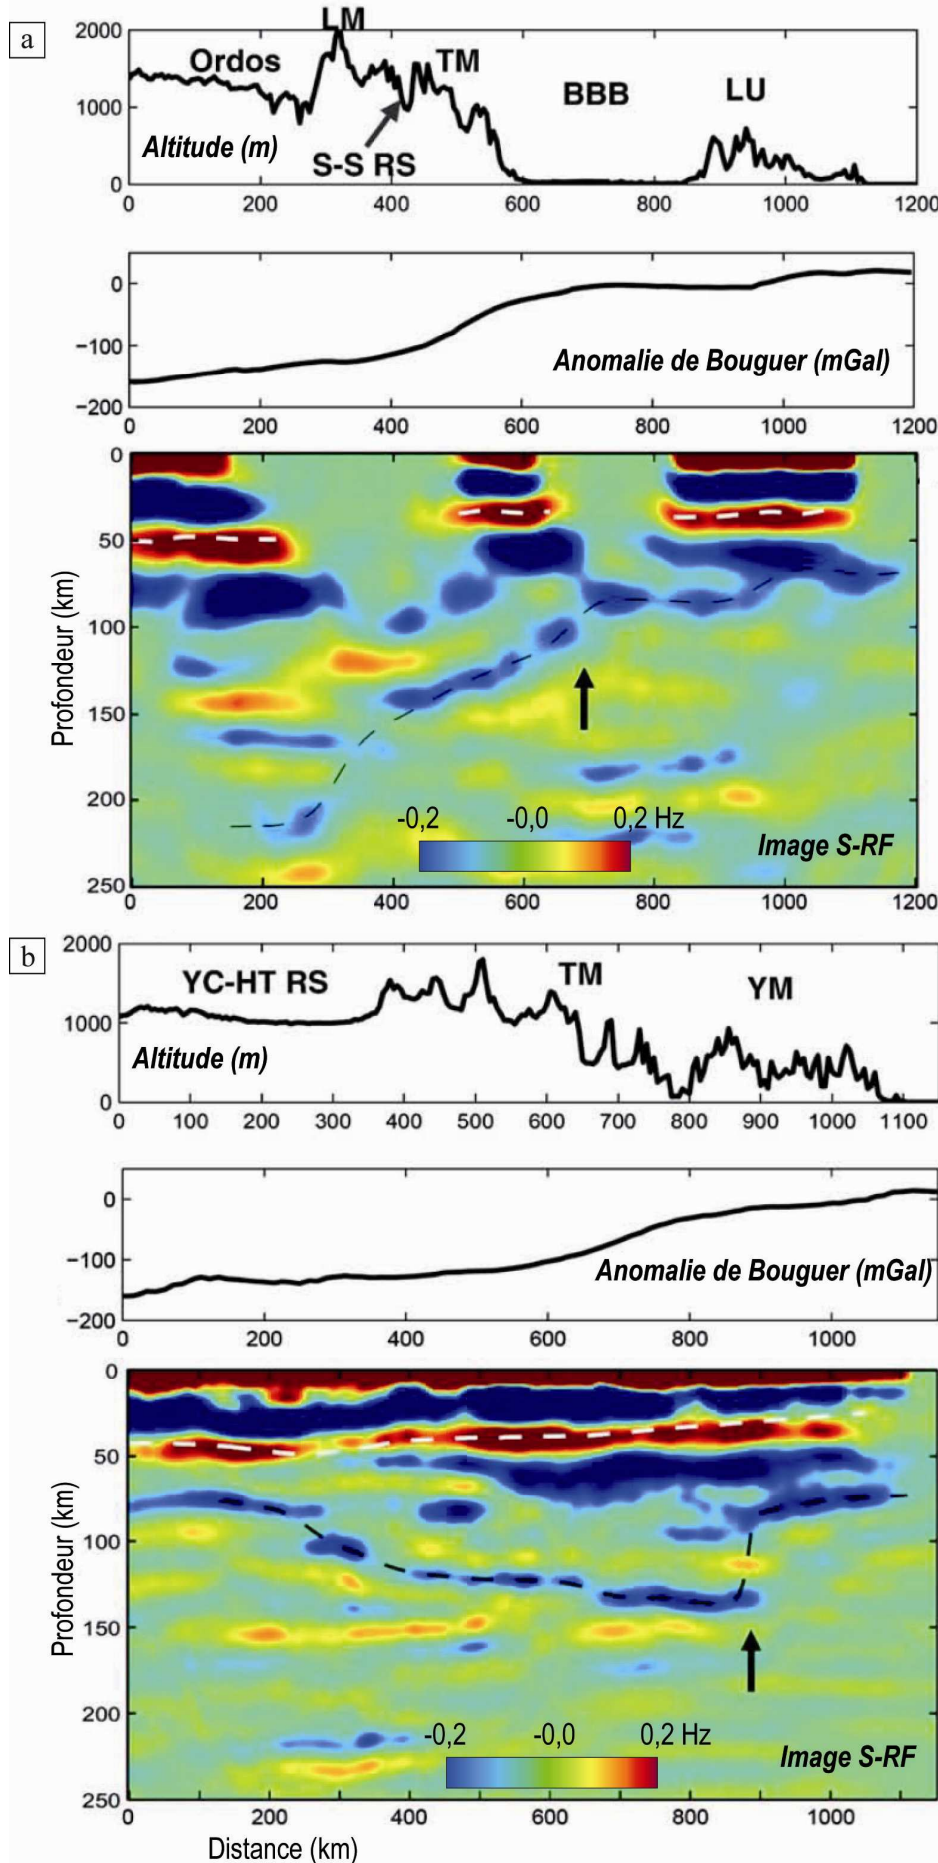 a
2000
1000
0
LM
Ordos
TM
BBB
LU
Altitude (m)
S-S RS
0 200 400 600 800 1000 1200
0
−100
−200
Anomalie de Bouguer (mGal)
0 200 400 600 800 1000 1200
0
50
100
150
200
250
Profondeur (km)
-0,2 -0,0 0,2 Hz
Image S-RF
0 200 400 600 800 1000 1200
b
2000
1000
0
YC-HT RS
TM
YM
Altitude (m)
0 100 200 300 400 500 600 700 800 900 1000 1100
0
−100
−200
Anomalie de Bouguer (mGal)
0 200 400 600 800 1000
0
50
100
150
200
250
Profondeur (km)
-0,2 -0,0 0,2 Hz
Image S-RF
0 200 400 600 800 1000
Distance (km)